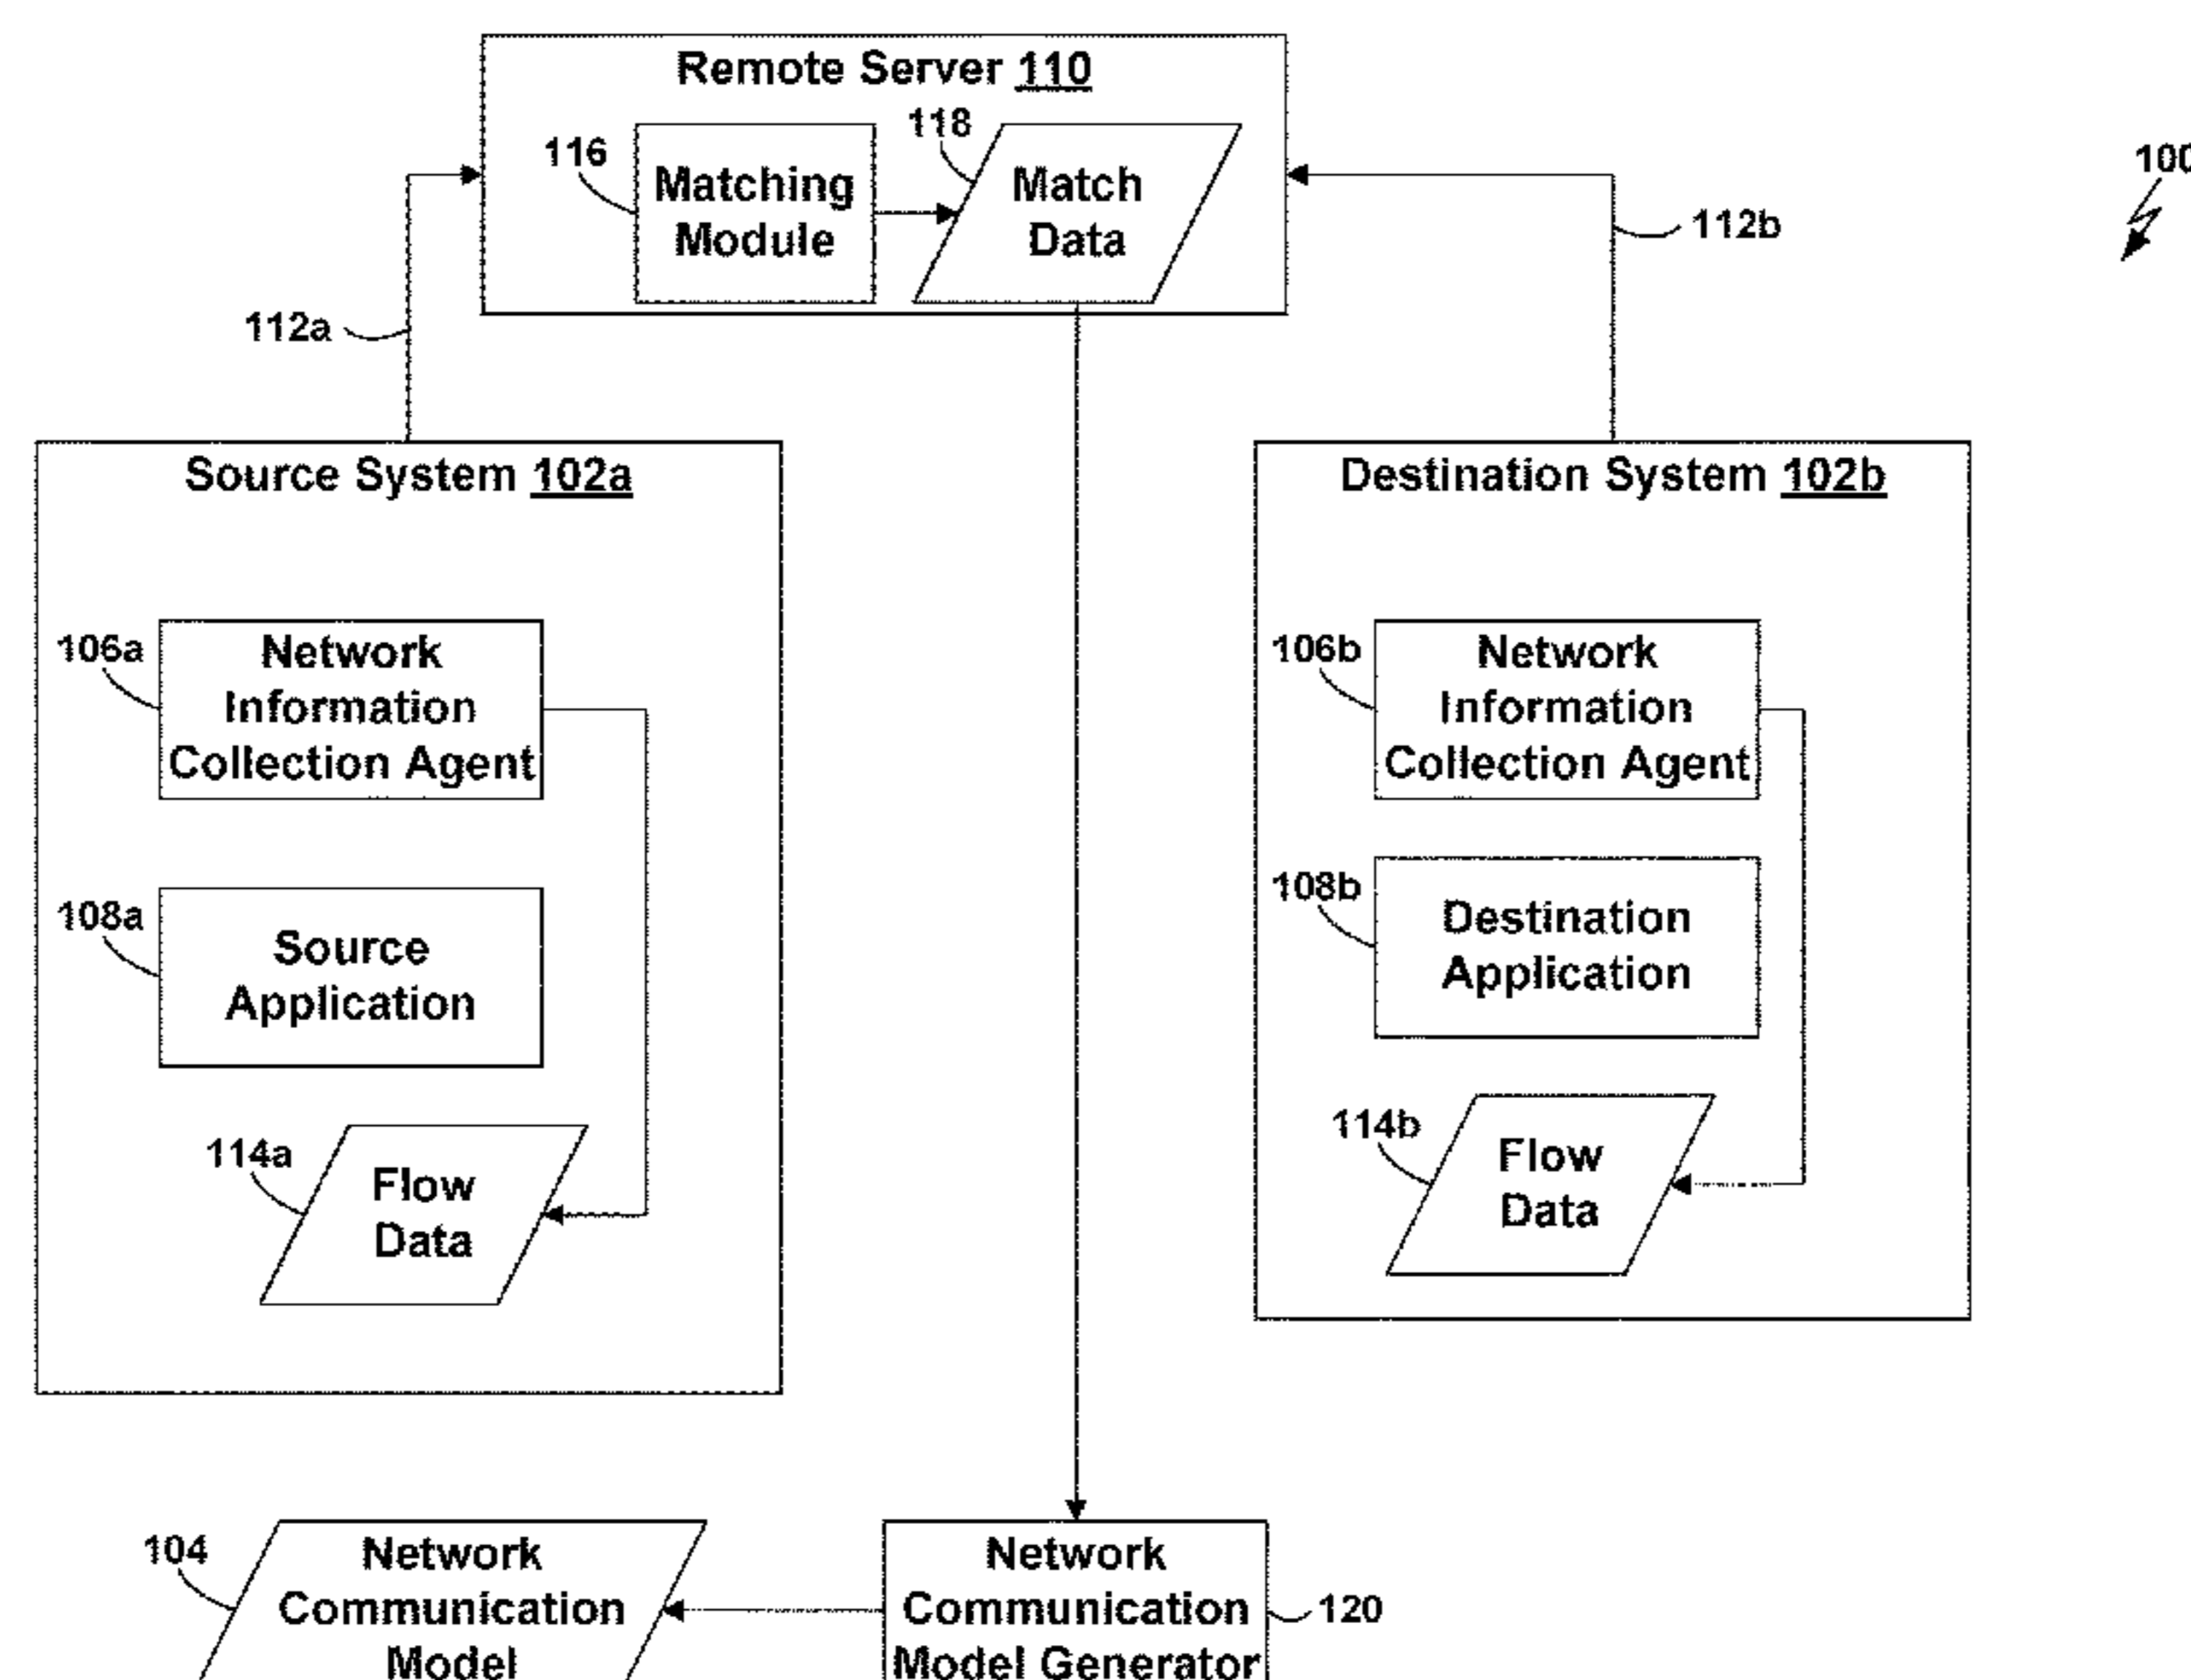 Remote Server 110
118
116
Matching
Module
Match
Data
100
112b
112a
Source System 102a
Destination System 102b
106a
Network
Information
Collection Agent
106b
Network
Information
Collection Agent
108a
Source
Application
108b
Destination
Application
114a
Flow
Data
114b
Flow
Data
104
Network
Communication
Model
Network
Communication
Model Generator
120